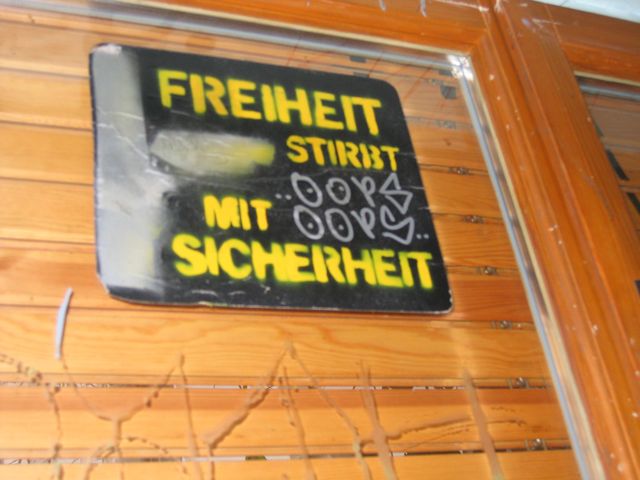 FREIHEIT
STIRBT
..OOPS
MIT
OOPS..
SICHERHEIT